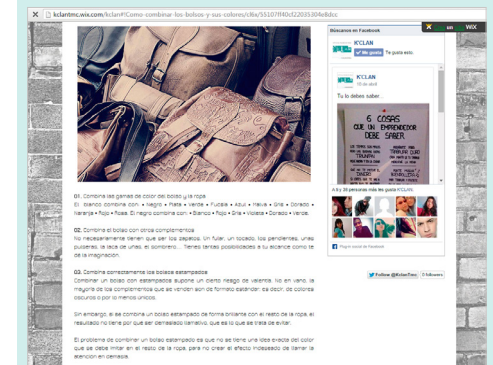 kclantmc.wix.com/kclan#!Como-combinar-los-bolsos-y-sus-colores/
un WIX
Búscanos en Facebook
K'CLAN
Me gusta Te gusta esto.
K'CLAN
10 de abril
Tu lo debes saber...
6 COSAS
QUE UN EMPRENDEDOR
DEBE SABER
A ti y 39 personas más les gusta K'CLAN.
Plug-in social de Facebook
Follow @KclanTmc 0 followers
01. Combina las gamas de color del bolso y la ropa
El blanco combina con: • Negro • Plata • Verde • Fucsia • Azul • Malva • Gris • Dorado •
Naranja • Rojo • Rosa. El negro combina con: • Blanco • Rojo • Gris • Violeta • Dorado • Verde.
02. Combina el bolso con otros complementos
No necesariamente tienen que ser los zapatos. Un fular, un tocado, los pendientes, unas
pulseras, la laca de uñas, el sombrero... Tienes tantas posibilidades a tu alcance como te
dé la imaginación.
03. Combina correctamente los bolsos estampados
Combinar un bolso con estampados supone un cierto riesgo de valentía. No en vano, la
mayoría de los complementos que se venden son de formato estándar; es decir, de colores
oscuros o por lo menos únicos.
Sin embargo, si se combina un bolso estampado de forma brillante con el resto de la ropa, el
resultado no tiene por qué ser demasiado llamativo, que es lo que se trata de evitar.
El problema de combinar un bolso estampado es que no se tiene una idea exacta del color
que se debe imitar en el resto de la ropa, para no crear el efecto indeseado de llamar la
atención en demasía.